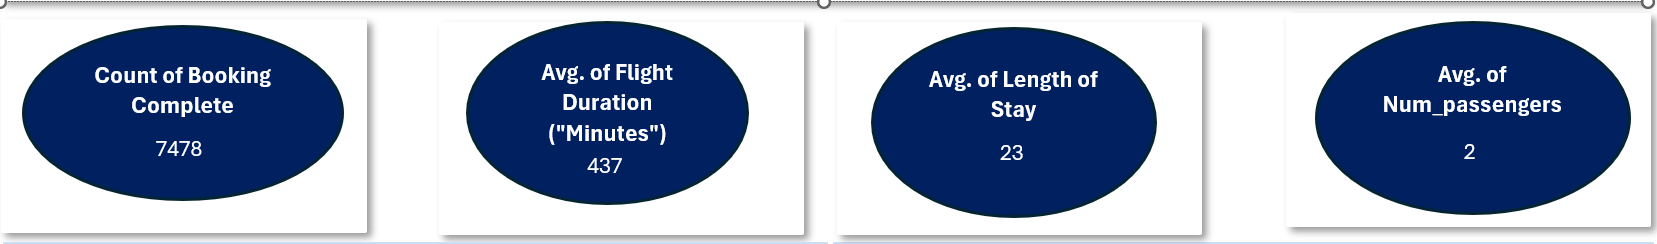 Count of Booking
Complete
7478
Avg. of Flight
Duration
("Minutes")
437
Avg. of Length of
Stay
23
Avg. of
Num_passengers
2